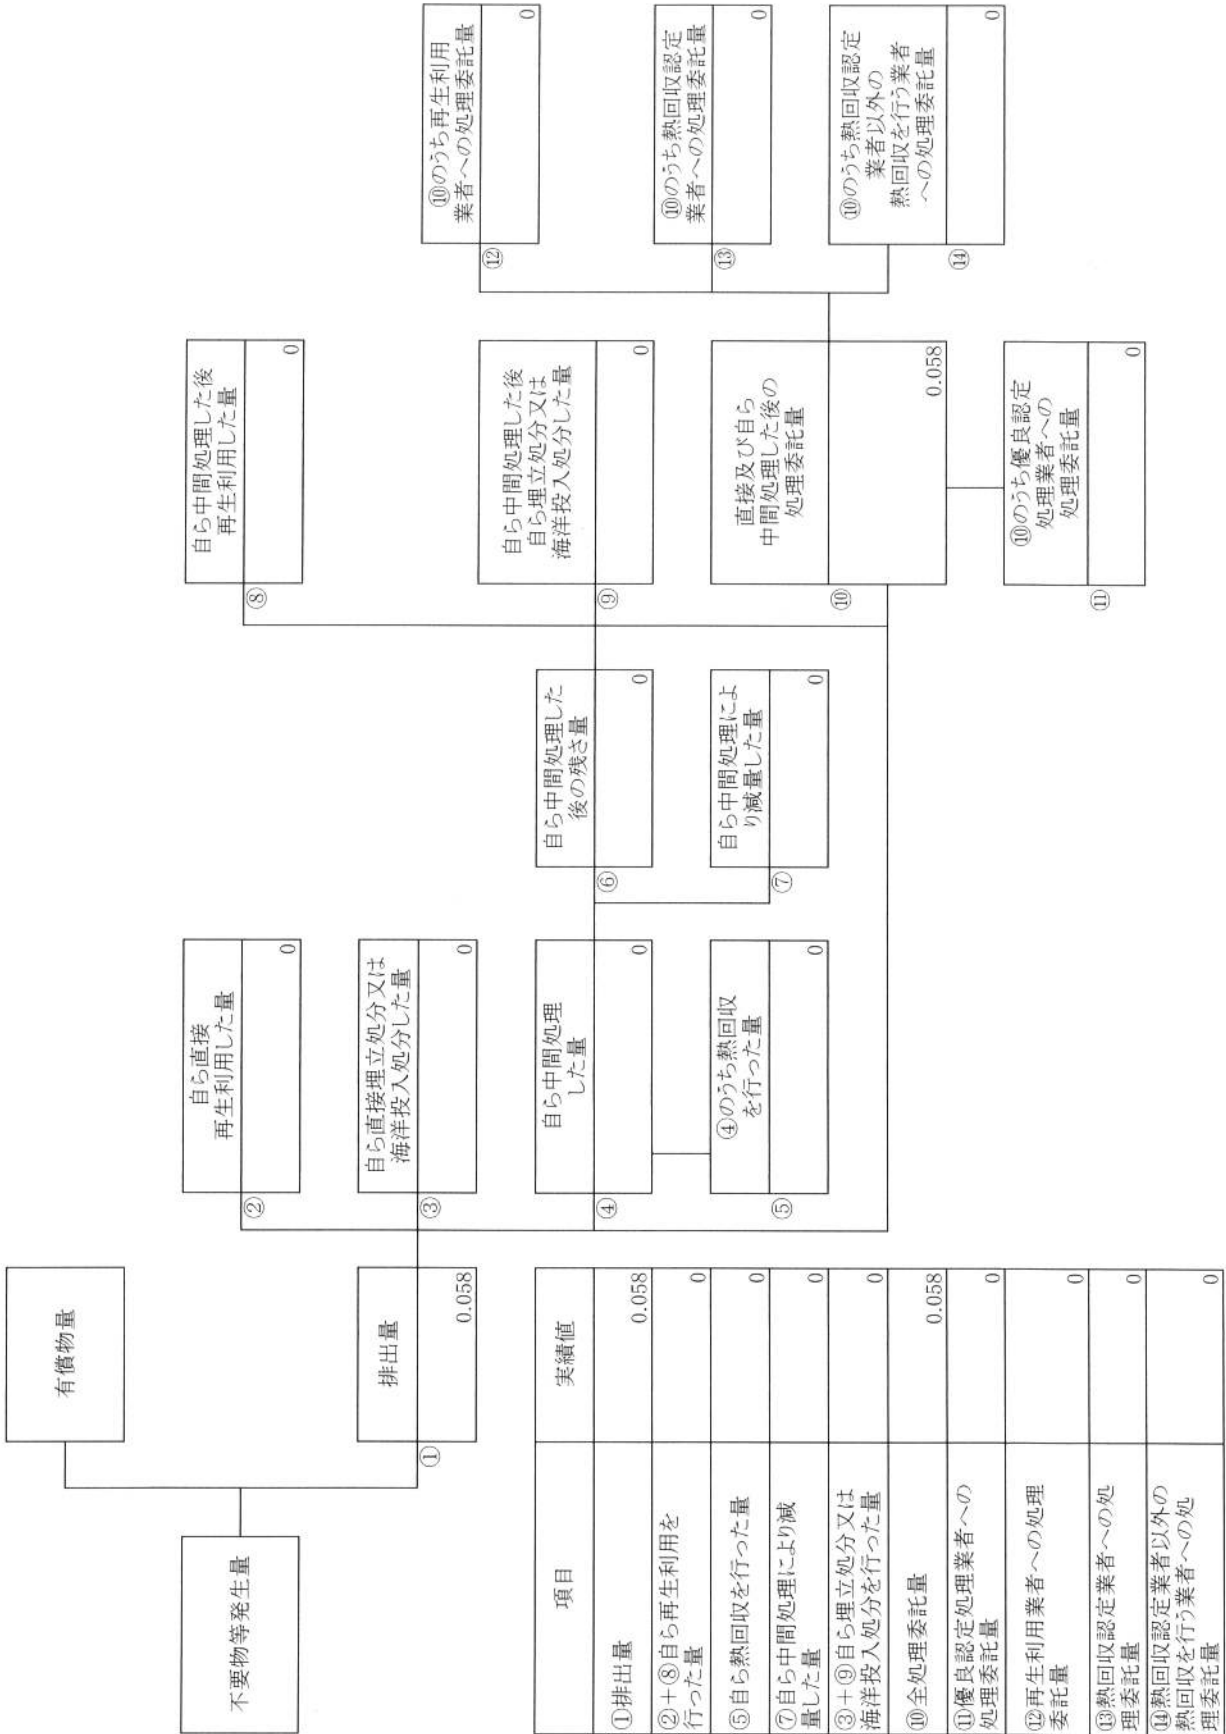 不要物等発生量
有償物量
排出量
①
0.058
自ら直接
再生利用した量
②
0
自ら直接埋立処分又は
海洋投入処分した量
③
0
自ら中間処理
した量
④
0
④のうち熱回収
を行った量
⑤
0
自ら中間処理した
後の残さ量
⑥
0
自ら中間処理によ
り減量した量
⑦
0
自ら中間処理した後
再生利用した量
⑧
0
自ら中間処理した後
自ら埋立処分又は
海洋投入処分した量
⑨
0
直接及び自ら
中間処理した後の
処理委託量
⑩
0.058
⑩のうち優良認定
処理業者への
処理委託量
⑪
0
⑩のうち再生利用
業者への処理委託量
⑫
0
⑩のうち熱回収認定
業者への処理委託量
⑬
0
⑩のうち熱回収認定
業者以外の
熱回収を行う業者
への処理委託量
⑭
0
項目
実績値
①排出量
0.058
②+⑧自ら再生利用を
行った量
0
⑤自ら熱回収を行った量
0
⑦自ら中間処理により減
量した量
0
③+⑨自ら埋立処分又は
海洋投入処分を行った量
0
⑩全処理委託量
0.058
⑪優良認定処理業者への
処理委託量
0
⑫再生利用業者への処理
委託量
0
⑬熱回収認定業者への処
理委託量
0
⑭熱回収認定業者以外の
熱回収を行う業者への処
理委託量
0